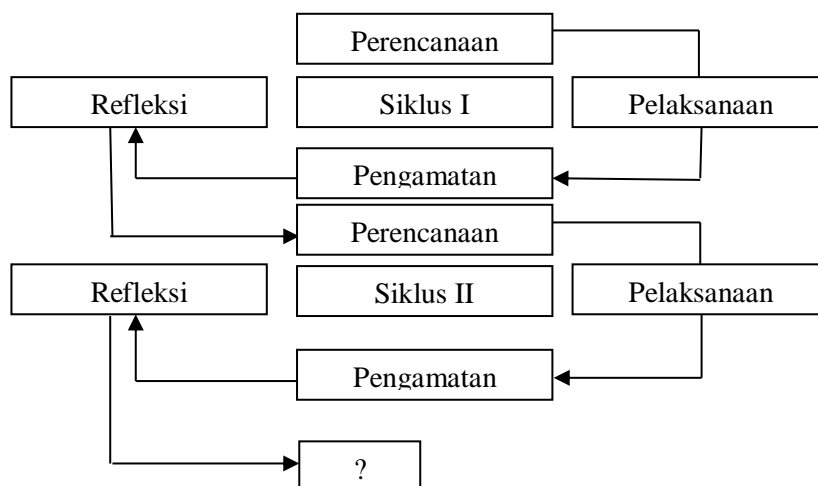 Perencanaan
Refleksi
Siklus I
Pelaksanaan
Pengamatan
Perencanaan
Refleksi
Siklus II
Pelaksanaan
Pengamatan
?